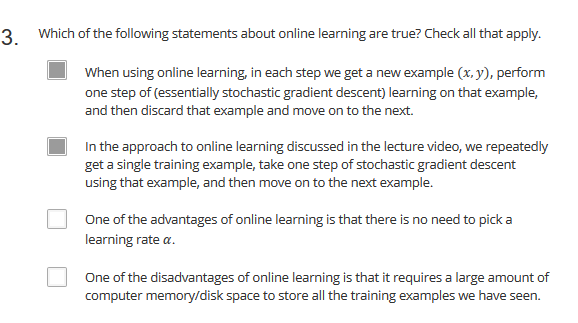 3. Which of the following statements about online learning are true? Check all that apply.
When using online learning, in each step we get a new example (x, y), perform
one step of (essentially stochastic gradient descent) learning on that example,
and then discard that example and move on to the next.
In the approach to online learning discussed in the lecture video, we repeatedly
get a single training example, take one step of stochastic gradient descent
using that example, and then move on to the next example.
One of the advantages of online learning is that there is no need to pick a
learning rate α.
One of the disadvantages of online learning is that it requires a large amount of
computer memory/disk space to store all the training examples we have seen.